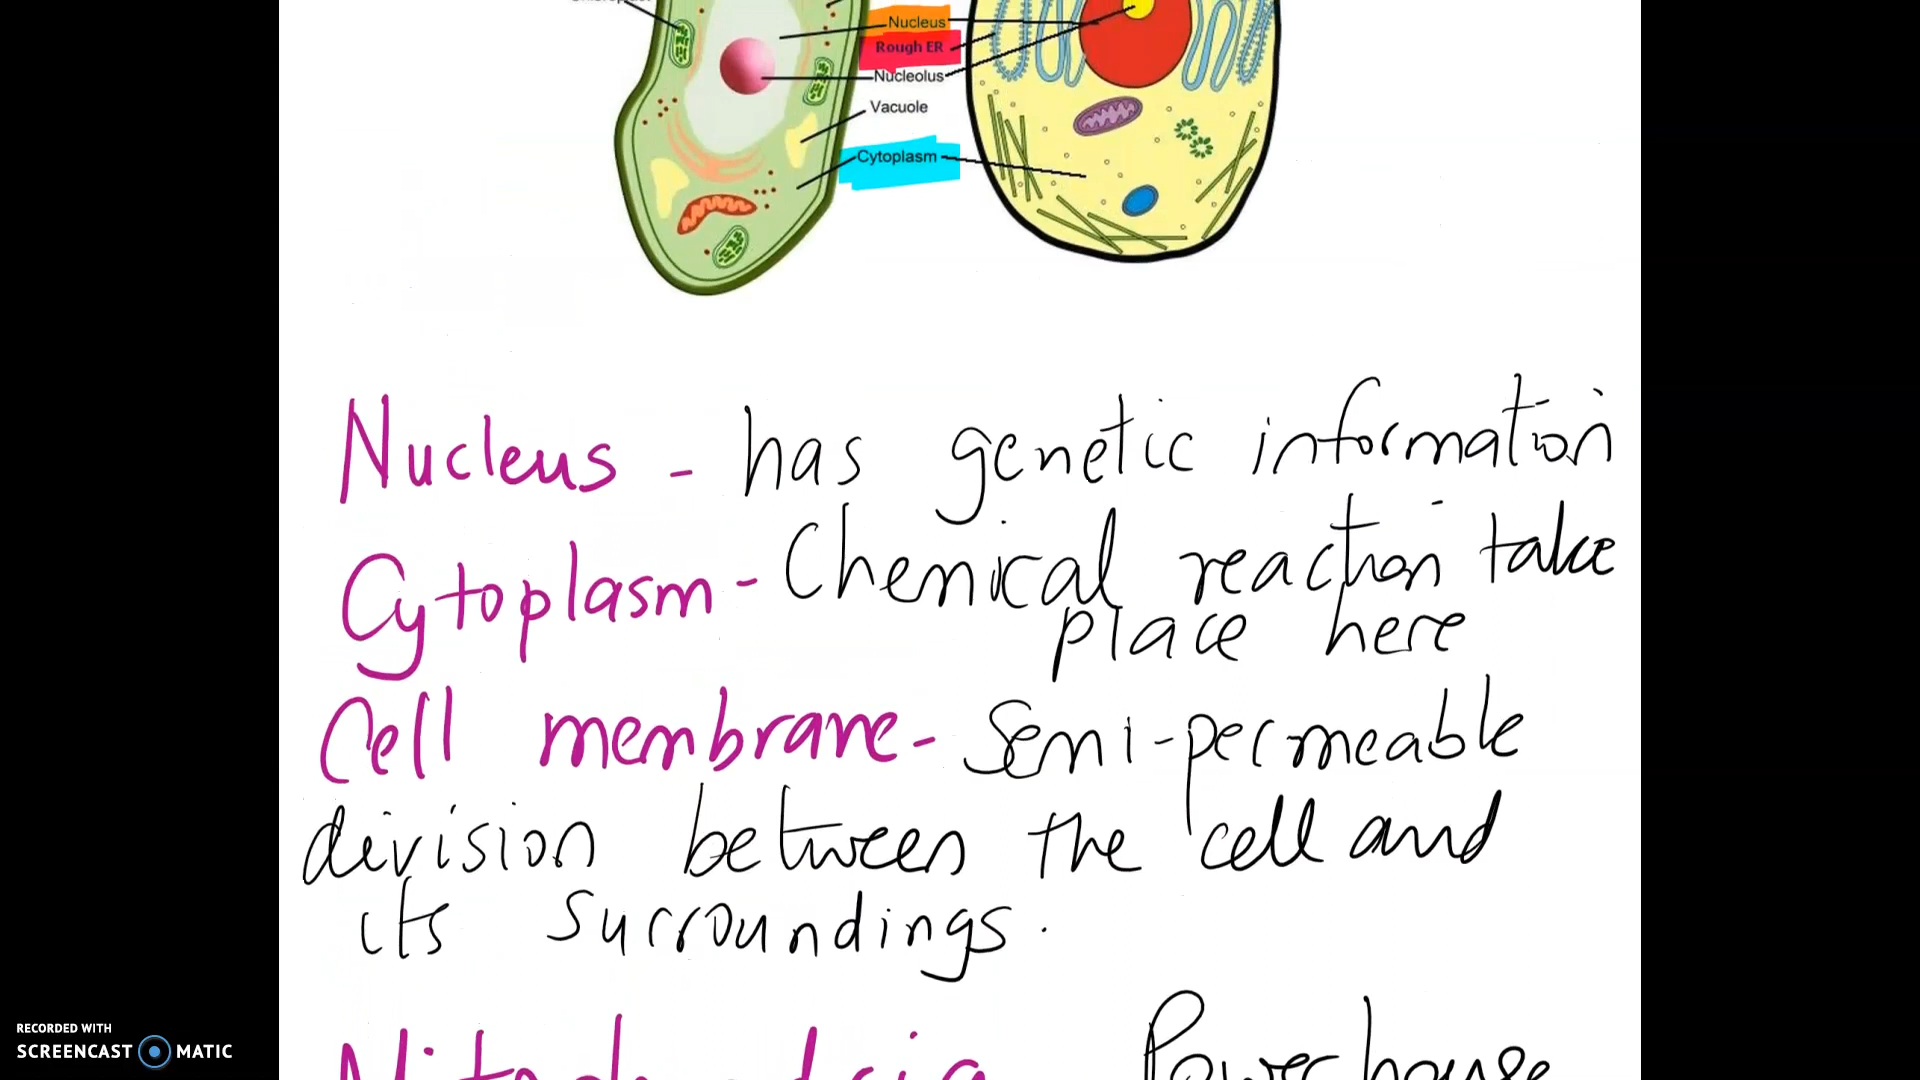 Nucleus
Rough ER
Nucleolus
Vacuole
Cytoplasm
Nucleus - has genetic information
Cytoplasm - Chemical reaction take
place here
Cell membrane - Semi-permeable
division between the cell and
its surroundings.
Mitochondria Powerhouse
RECORDED WITH
SCREENCAST MATIC